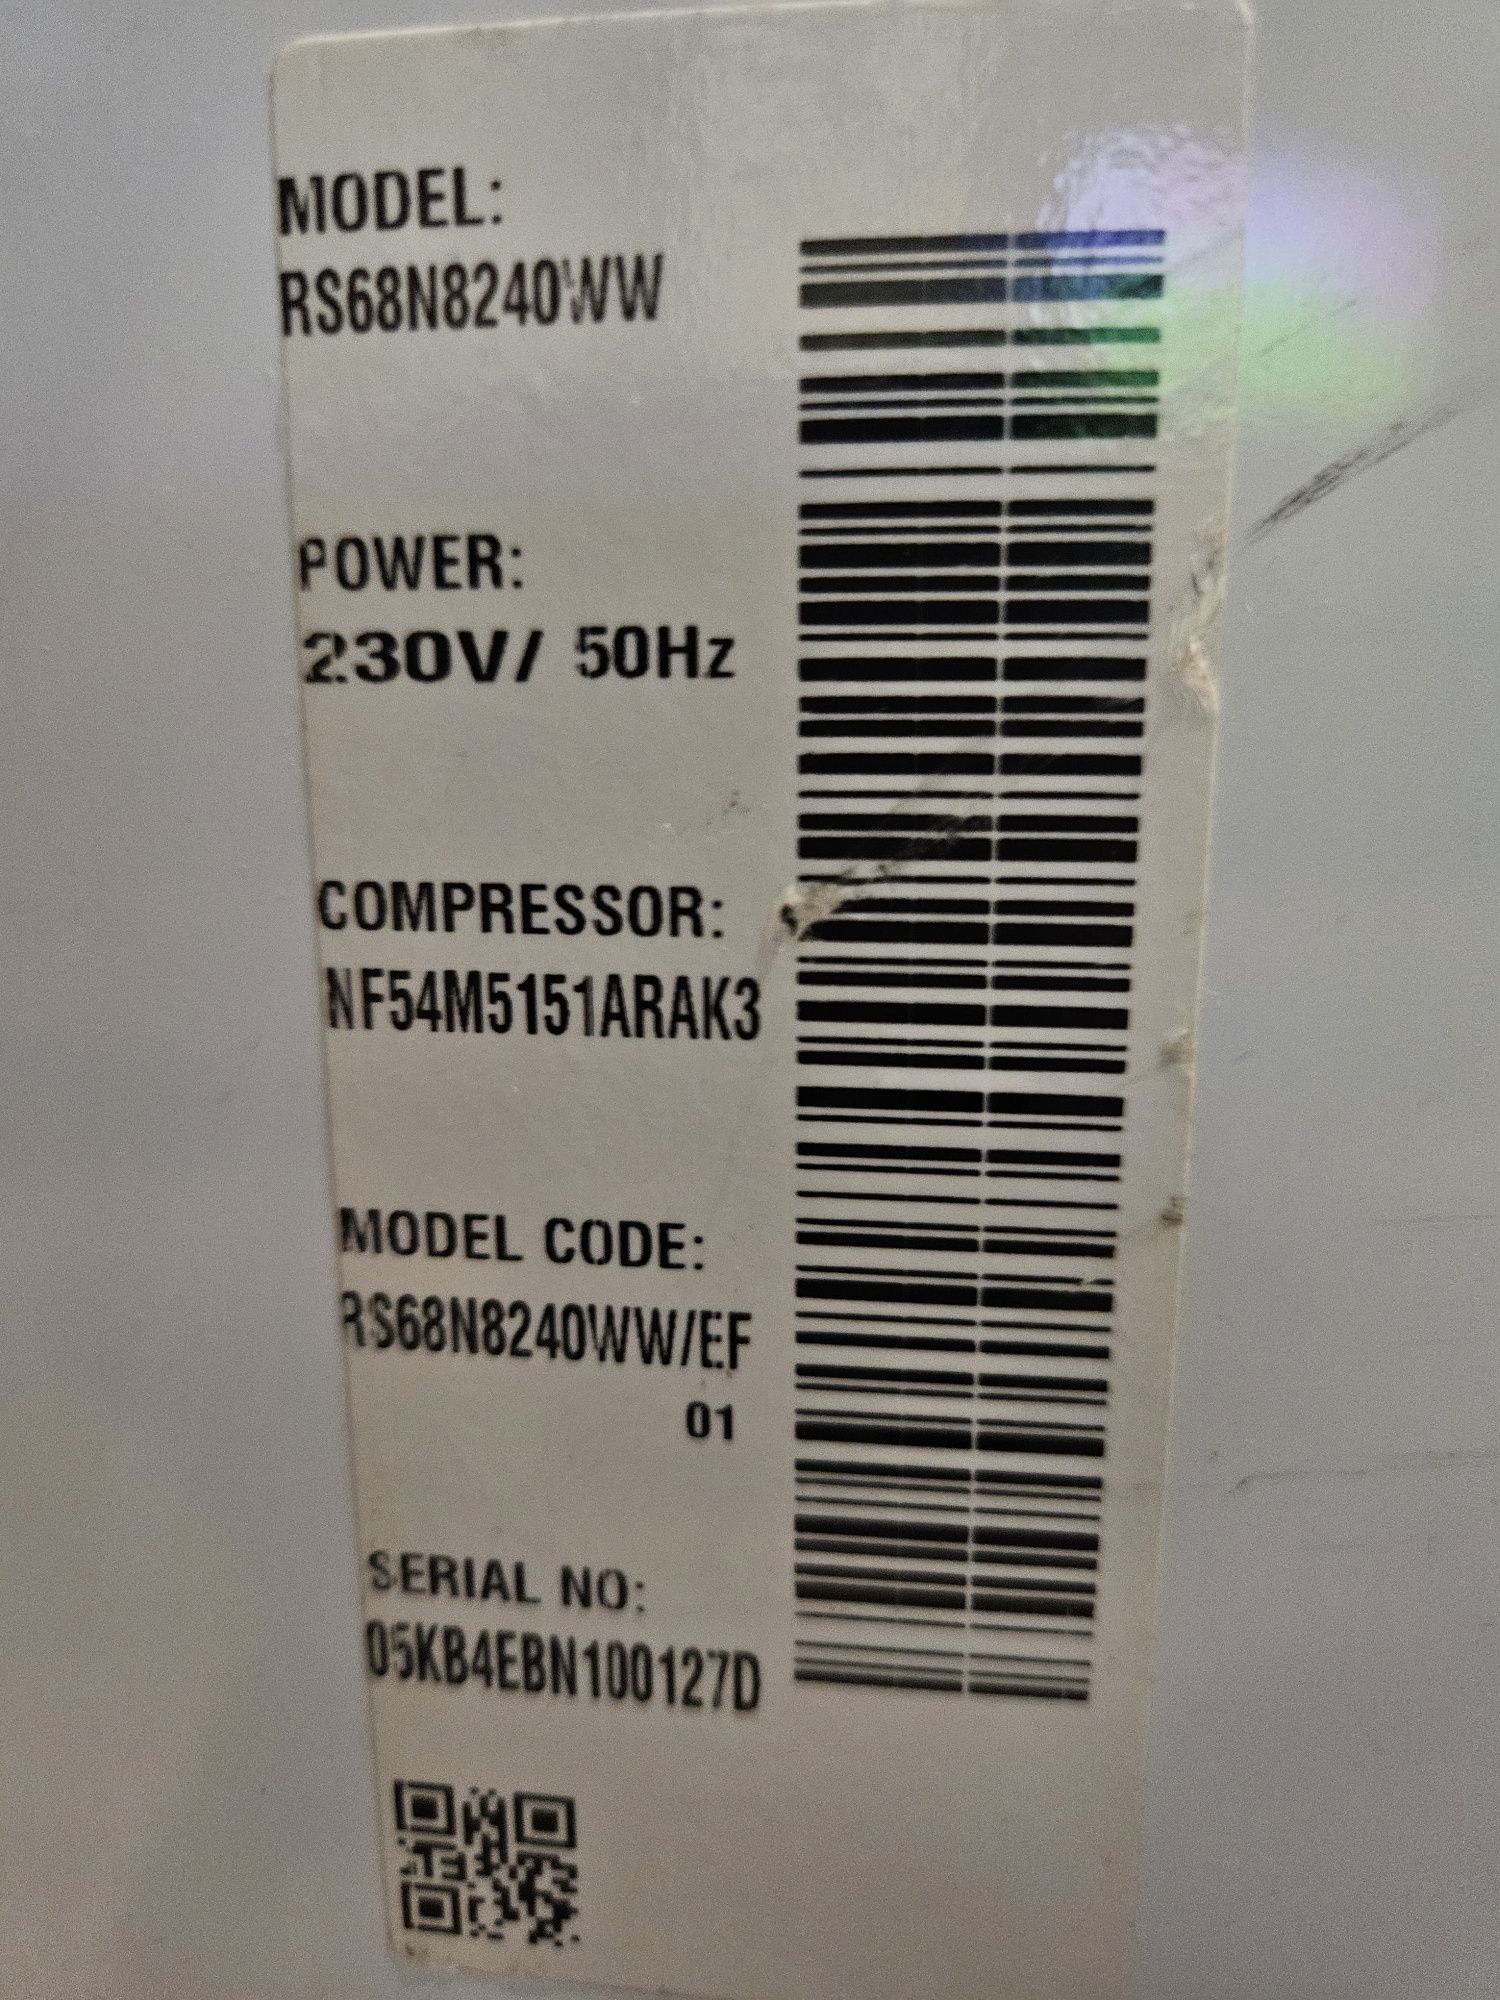 MODEL:
RS68N8240WW
POWER:
230V/ 50Hz
COMPRESSOR:
NF54M5151ARAK3
MODEL CODE:
RS68N8240WW/EF
01
SERIAL NO:
05KB4EBN100127D